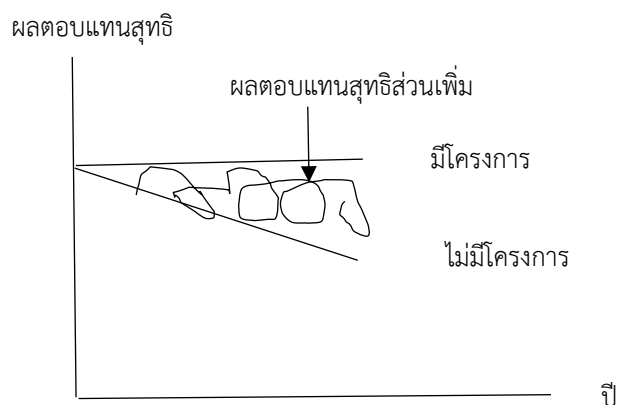 ผลตอบแทนสุทธิ
ผลตอบแทนสุทธิส่วนเพิ่ม
มีโครงการ
ไม่มีโครงการ
ปี